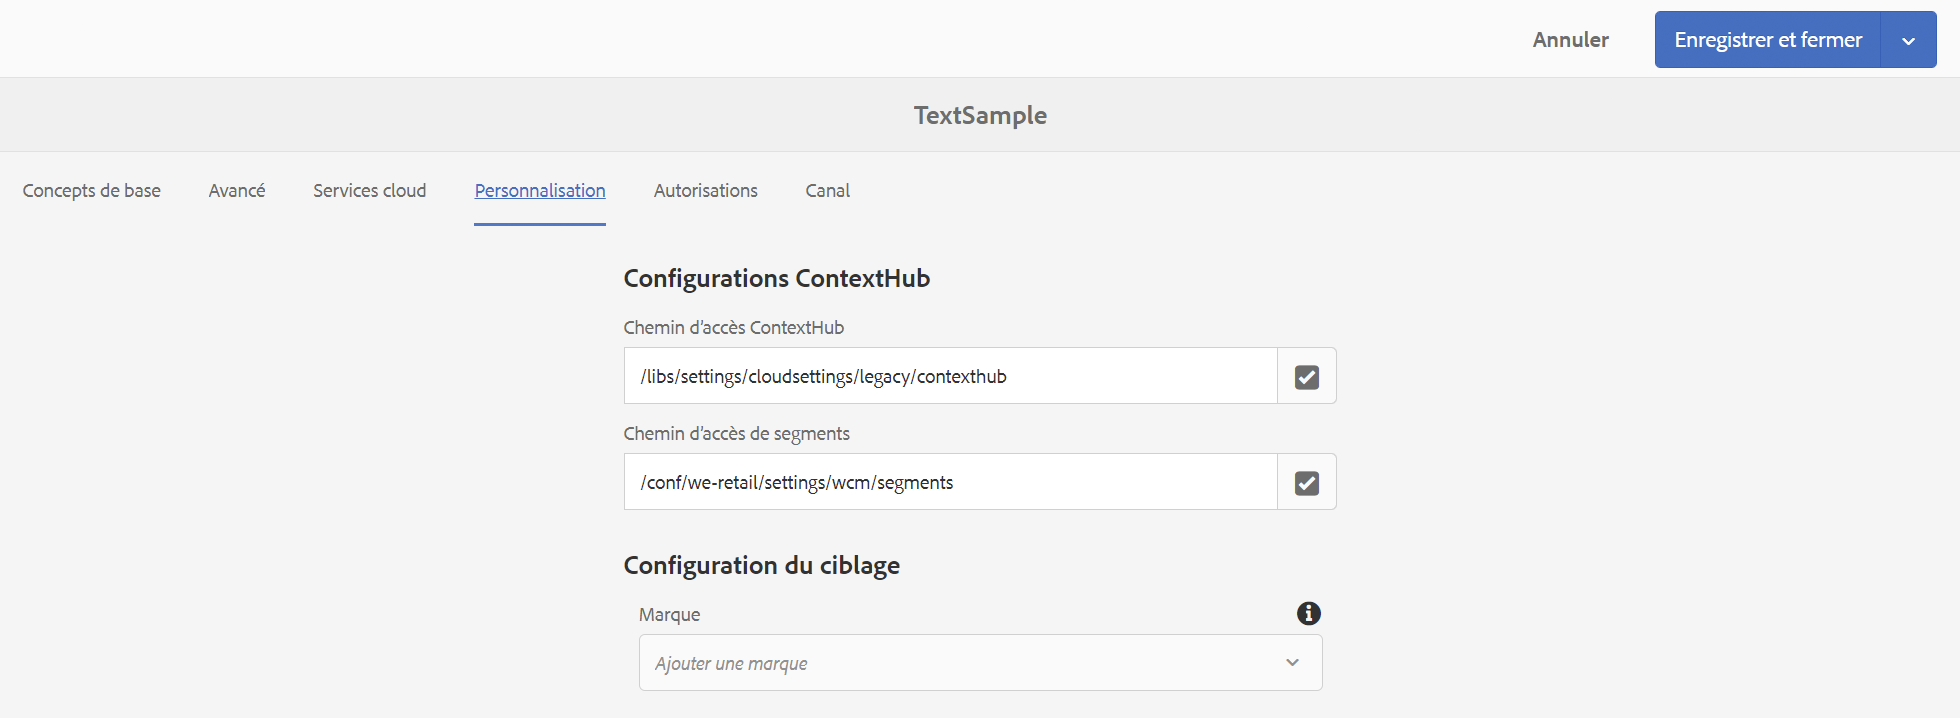 Annuler
Enregistrer et fermer
TextSample
Concepts de base
Avancé
Services cloud
Personnalisation
Autorisations
Canal
Configurations ContextHub
Chemin d’accès ContextHub
/libs/settings/cloudsettings/legacy/contexthub
Chemin d’accès de segments
/conf/we-retail/settings/wcm/segments
Configuration du ciblage
Marque
Ajouter une marque